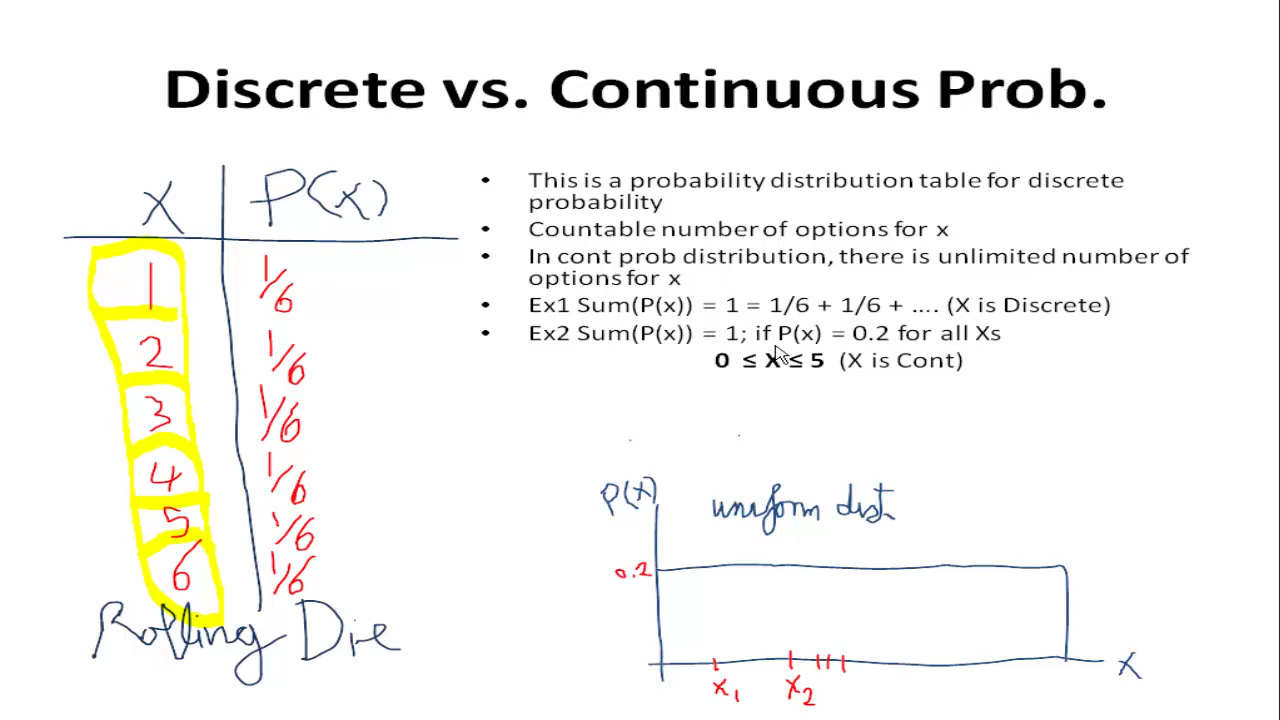 Discrete vs. Continuous Prob.
X P(x)
1 1/6
2 1/6
3 1/6
4 1/6
5 1/6
6 1/6
Rolling Die
• This is a probability distribution table for discrete
probability
• Countable number of options for x
• In cont prob distribution, there is unlimited number of
options for x
• Ex1 Sum(P(x)) = 1 = 1/6 + 1/6 + .... (X is Discrete)
• Ex2 Sum(P(x)) = 1; if P(x) = 0.2 for all Xs
0 ≤ X ≤ 5 (X is Cont)
P(x) uniform dist.
0.2
X
x1 x2